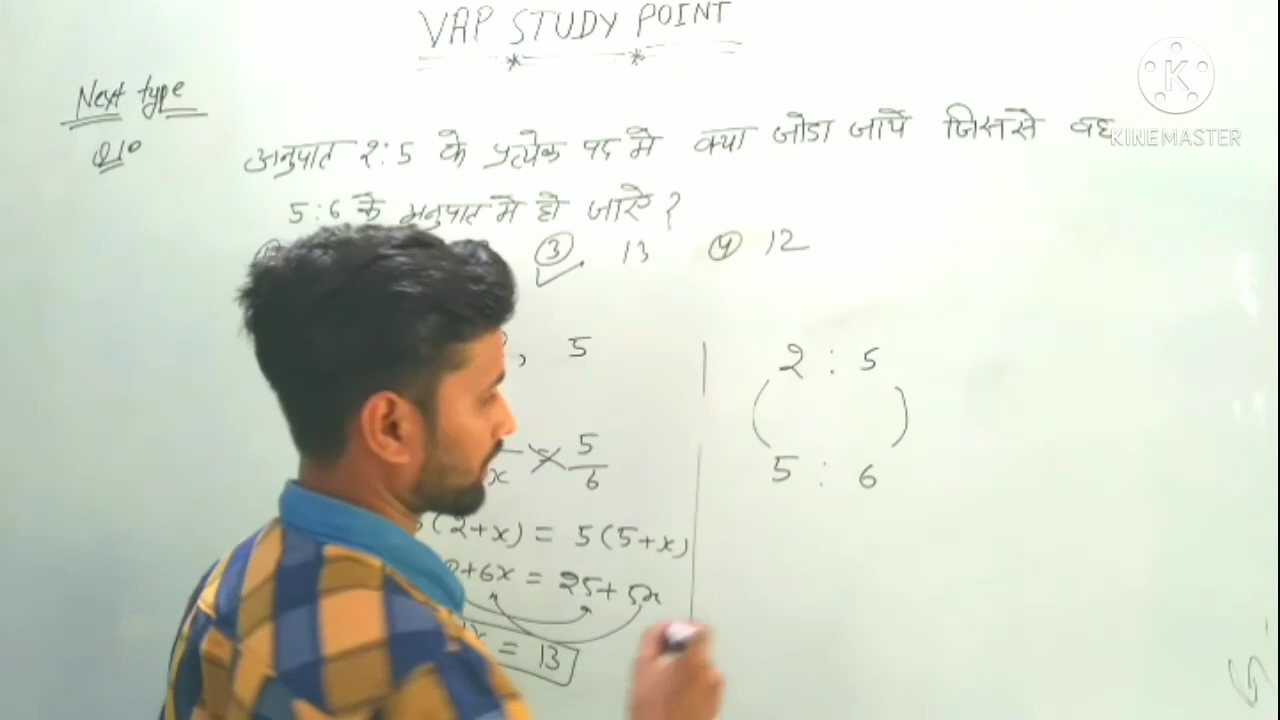 VAP STUDY POINT
Next type
Q1०
अनुपात 2:5 के प्रत्येक पद मे क्या जोडा जाये जिससे वह
5:6 के अनुपात मे हो जाऐ ?
③ 13 ④ 12
, 5
x 5/6
(2+x) = 5(5+x)
+6x = 25+5x
= 13
2 : 5
( )
5 : 6
K
KINEMASTER